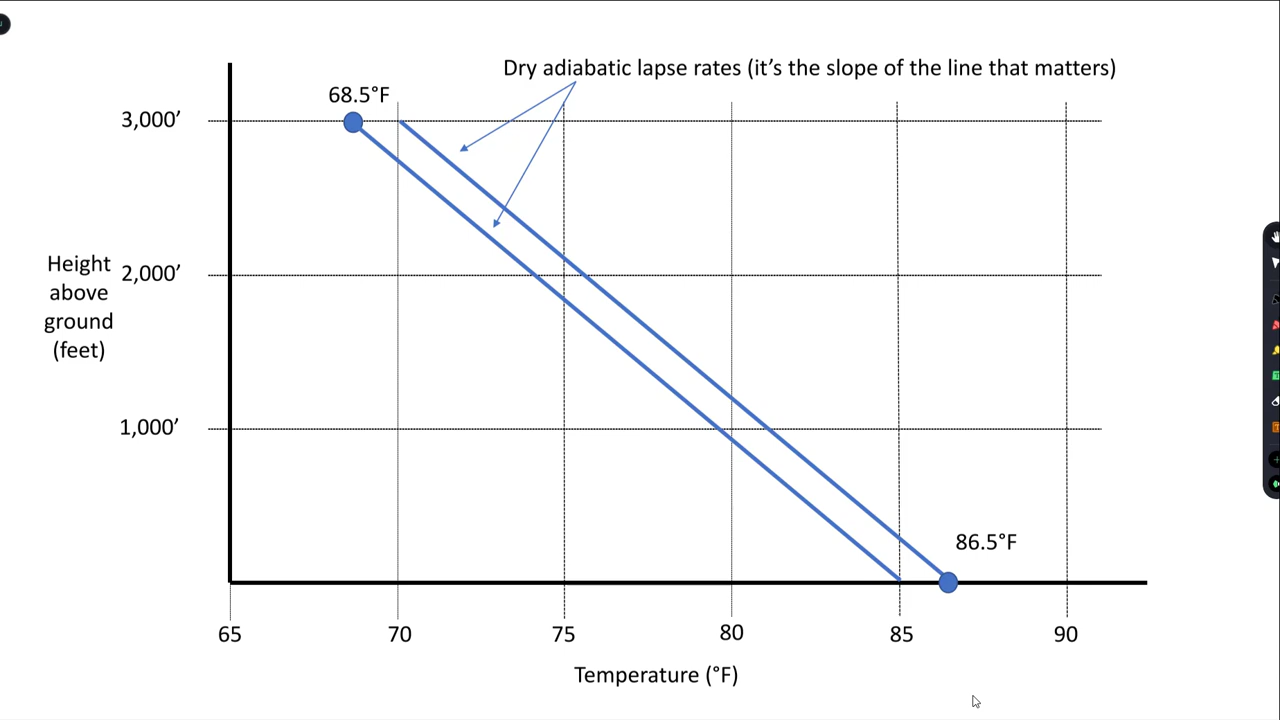 Dry adiabatic lapse rates (it’s the slope of the line that matters)
68.5°F
3,000’
Height
above
ground
(feet)
2,000’
1,000’
86.5°F
65 70 75 80 85 90
Temperature (°F)